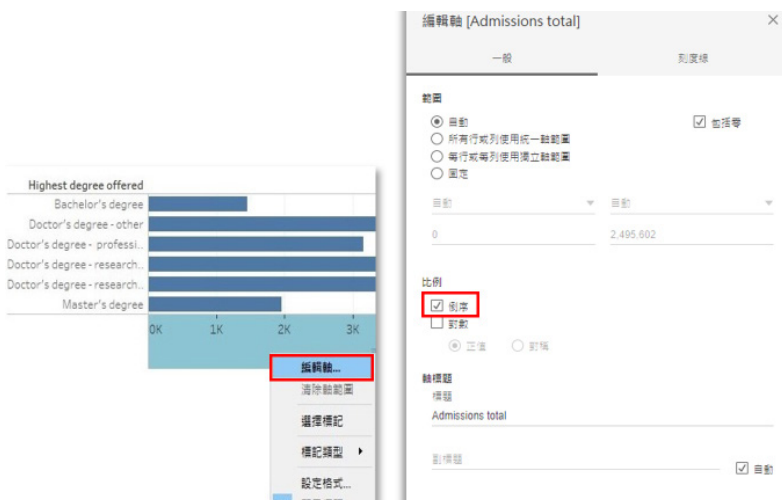 Highest degree offered
Bachelor's degree
Doctor's degree - other
Doctor's degree - professi..
Doctor's degree - research..
Doctor's degree - research..
Master's degree
0K 1K 2K 3K
編輯軸...
清除軸範圍
選擇標記
標記類型
設定格式...
編輯軸 [Admissions total]
一般 刻度線
範圍
自動 包括零
所有行或列使用統一軸範圍
每行或每列使用獨立軸範圍
固定
自動 自動
0 2,495.602
比例
倒序
對數
正值 對稱
軸標題
標題
Admissions total
副標題
自動